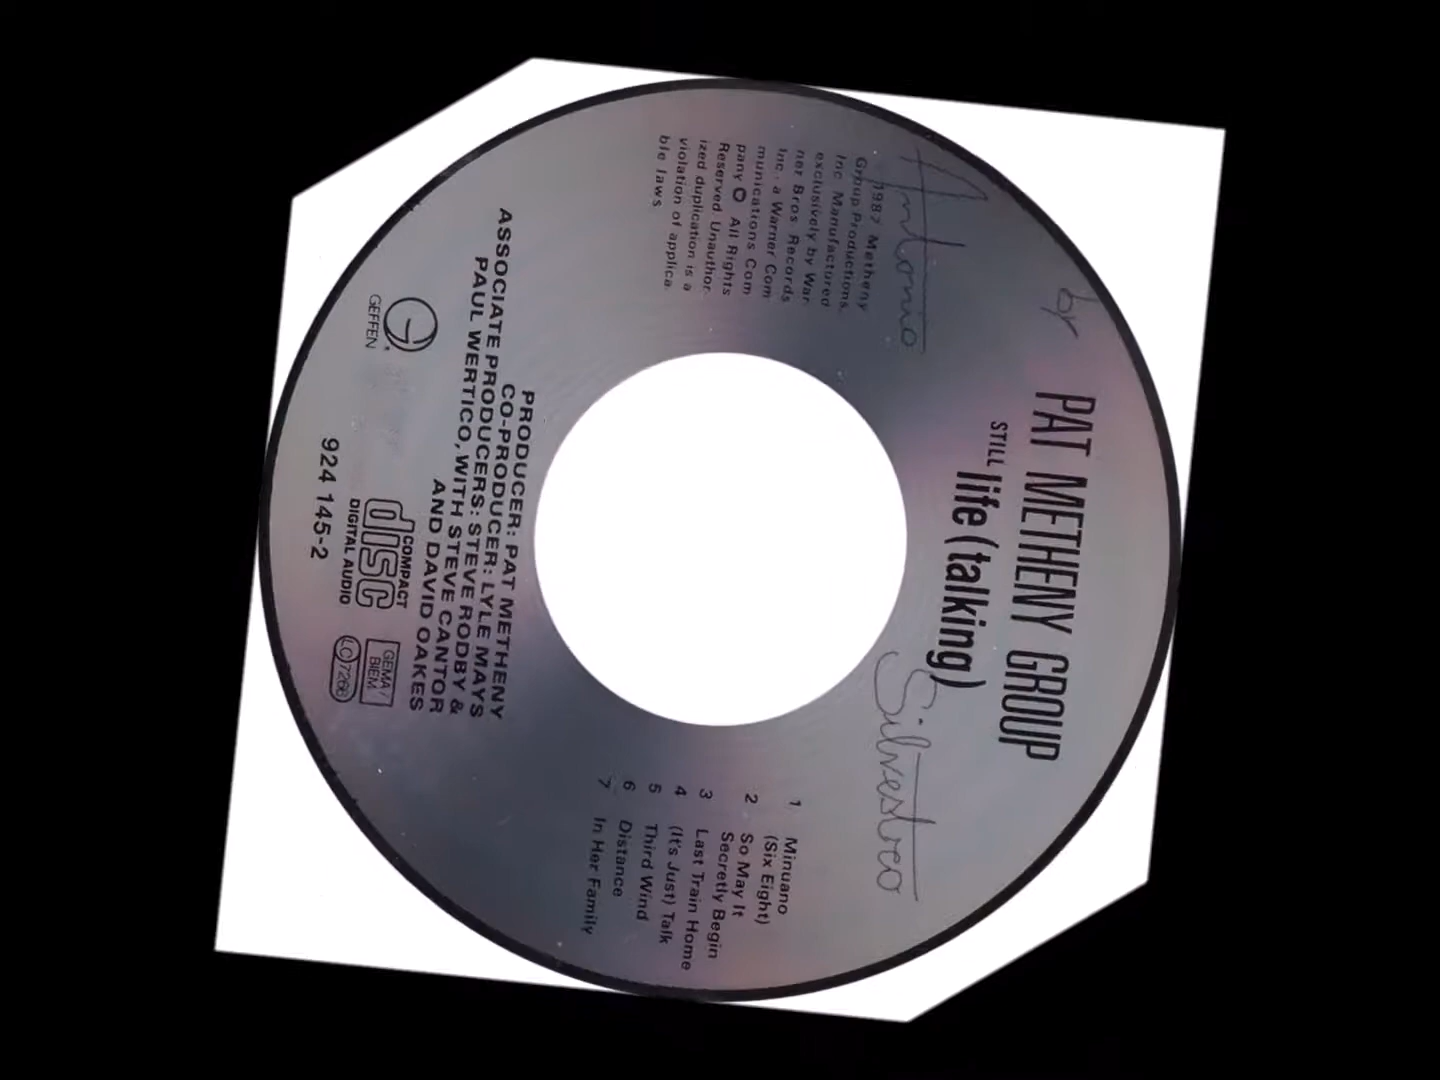 by
PAT METHENY GROUP
STILL life (talking)
Antonio
Silvestro
1987 Metheny
Group Productions,
Inc. Manufactured
exclusively by War
ner Bros. Records
Inc., a Warner Com
munications Com
pany All Rights
Reserved. Unauthor
ized duplication is a
violation of applica
ble laws.
1 Minuano
(Six Eight)
2 So May It
Secretly Begin
3 Last Train Home
4 (It's Just) Talk
5 Third Wind
6 Distance
7 In Her Family
PRODUCER: PAT METHENY
CO-PRODUCER: LYLE MAYS
ASSOCIATE PRODUCERS: STEVE RODBY &
PAUL WERTICO, WITH STEVE CANTOR
AND DAVID OAKES
GEFFEN
COMPACT
disc
DIGITAL AUDIO
GEMA/
BIEM
LC 7266
924 145-2